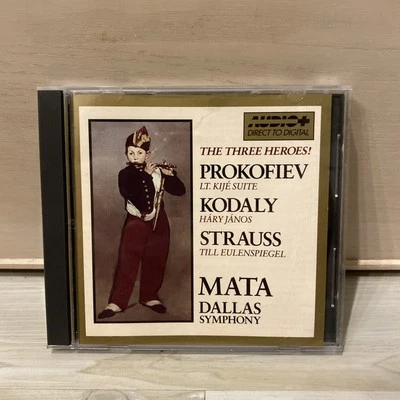 AUDIO+
DIRECT TO DIGITAL
THE THREE HEROES!
PROKOFIEV
LT. KIJÉ SUITE
KODALY
HÁRY JÁNOS
STRAUSS
TILL EULENSPIEGEL
MATA
DALLAS
SYMPHONY